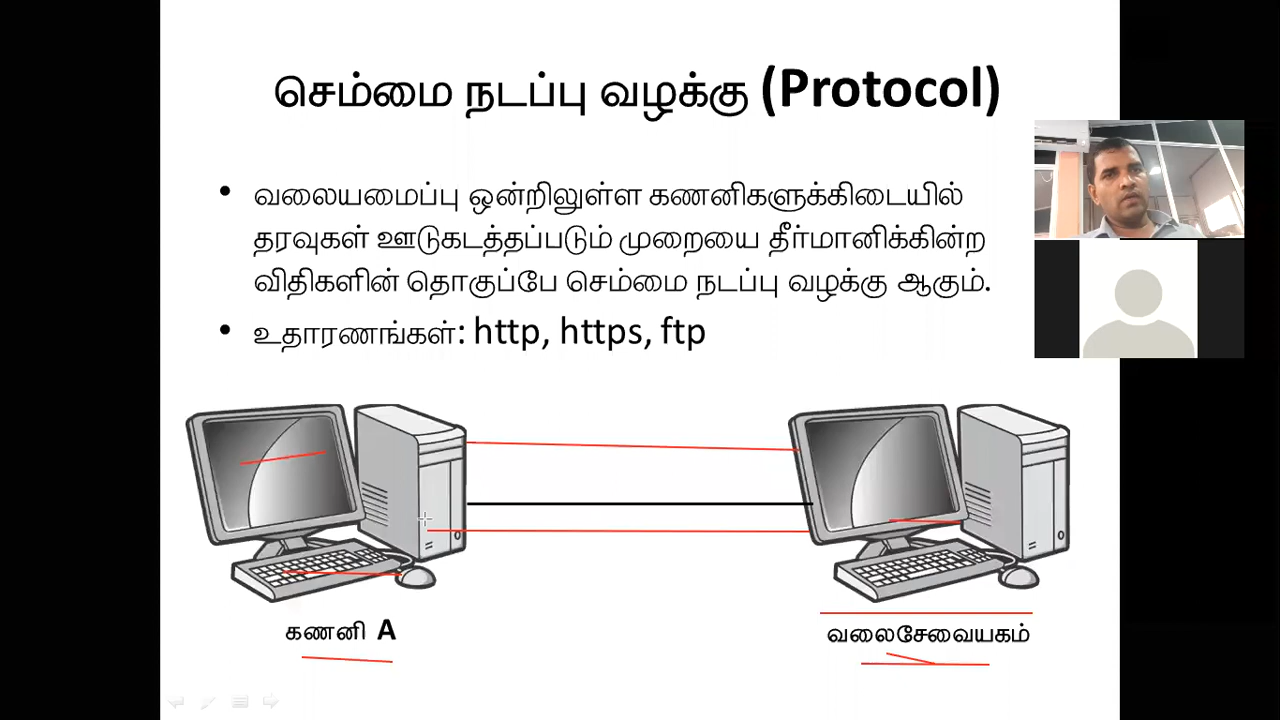 செம்மை நடப்பு வழக்கு (Protocol)
• வலையமைப்பு ஒன்றிலுள்ள கணனிகளுக்கிடையில்
தரவுகள் ஊடுகடத்தப்படும் முறையை தீர்மானிக்கின்ற
விதிகளின் தொகுப்பே செம்மை நடப்பு வழக்கு ஆகும்.
• உதாரணங்கள்: http, https, ftp
கணனி A
வலைசேவையகம்